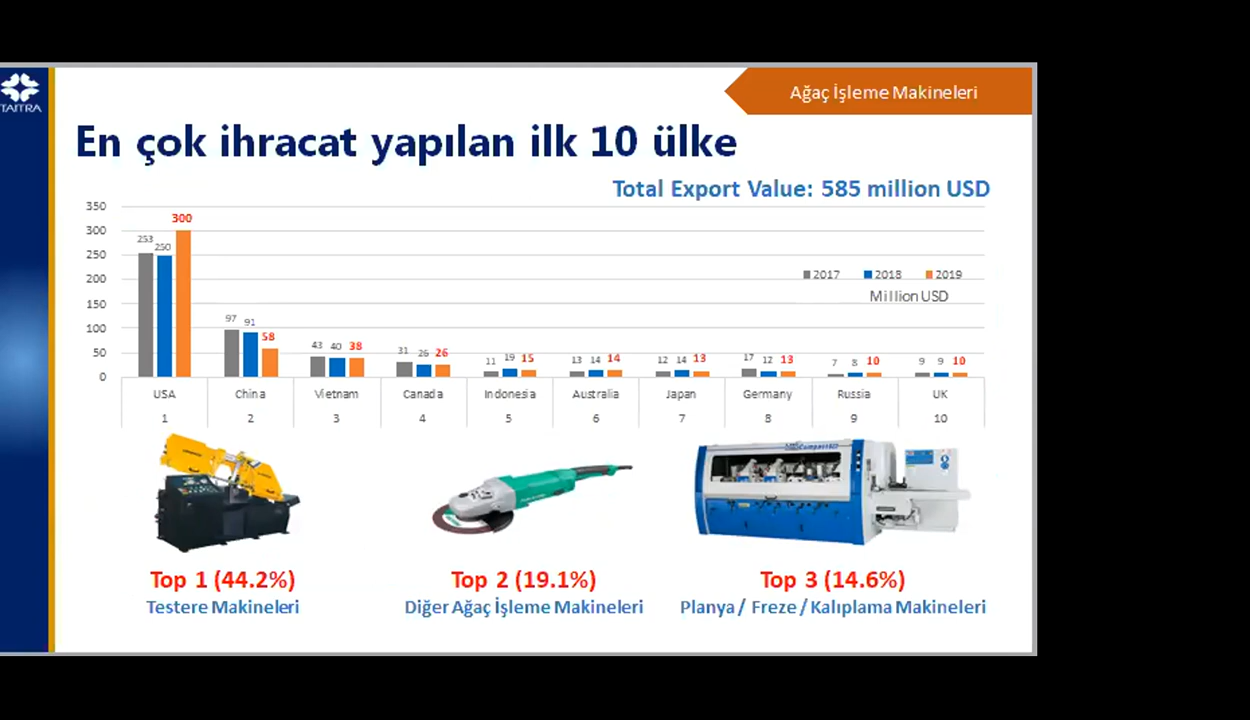 TAITRA
Ağaç İşleme Makineleri
En çok ihracat yapılan ilk 10 ülke
Total Export Value: 585 million USD
350
300
250
200
150
100
50
0
253 250 300
97 91 58
43 40 38
31 26 26
11 19 15
13 14 14
12 14 13
17 12 13
7 8 10
9 9 10
2017 2018 2019
Million USD
USA China Vietnam Canada Indonesia Australia Japan Germany Russia UK
1 2 3 4 5 6 7 8 9 10
Top 1 (44.2%) Top 2 (19.1%) Top 3 (14.6%)
Testere Makineleri Diğer Ağaç İşleme Makineleri Planya / Freze / Kalıplama Makineleri